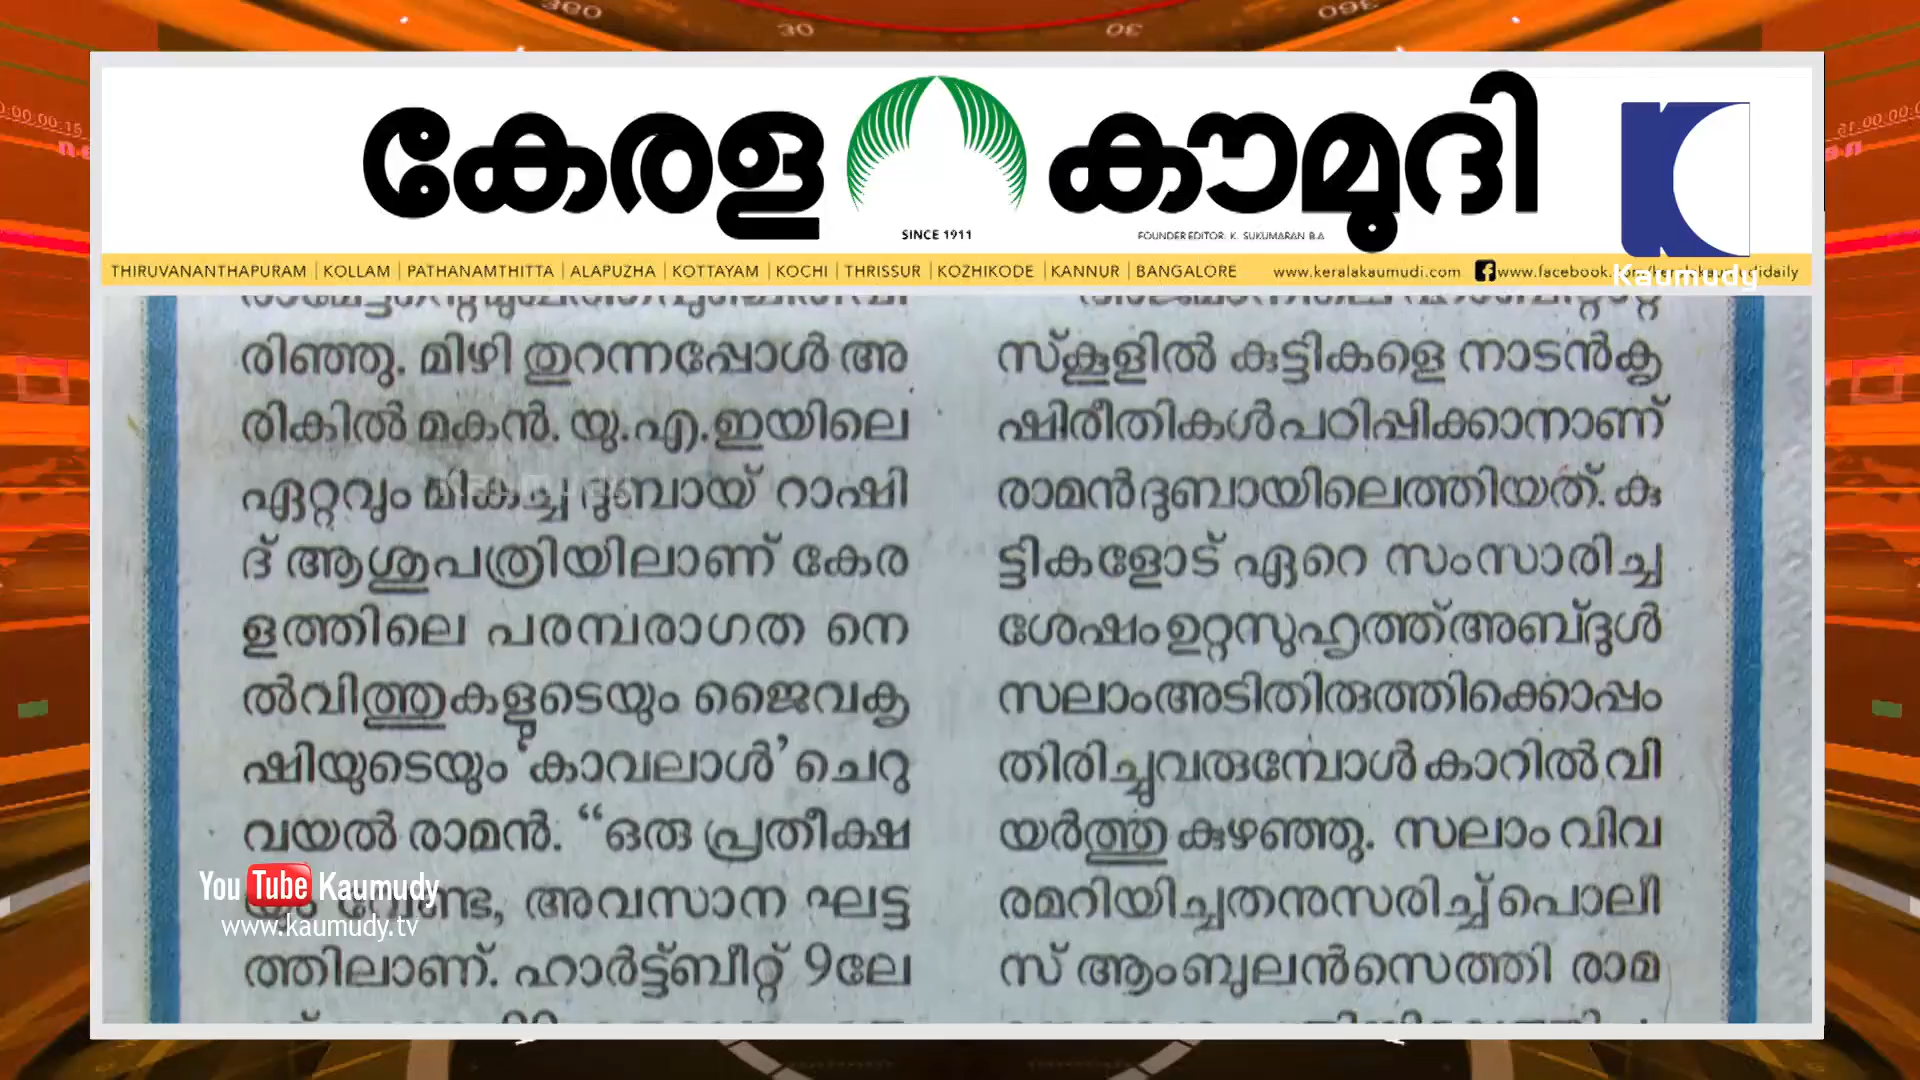 കേരള കൗമുദി
SINCE 1911
FOUNDER EDITOR: K. SUKUMARAN B.A
THIRUVANANTHAPURAM | KOLLAM | PATHANAMTHITTA | ALAPUZHA | KOTTAYAM | KOCHI | THRISSUR | KOZHIKODE | KANNUR | BANGALORE
www.keralakaumudi.com
Kaumudy
രിഞ്ഞു. മിഴി തുറന്നപ്പോൾ അ
രികിൽ മകൻ. യു.എ.ഇയിലെ
ഏറ്റവും മികച്ച ദുബായ് റാഷി
ദ് ആശുപത്രിയിലാണ് കേര
ളത്തിലെ പരമ്പരാഗത നെ
ൽവിത്തുകളുടെയും ജൈവകൃ
ഷിയുടെയും 'കാവലാൾ' ചെറു
വയൽ രാമൻ. “ഒരു പ്രതീക്ഷ
അവസാന ഘട്ട
ത്തിലാണ്. ഹാർട്ട്ബീറ്റ് 9ലേ
സ്കൂളിൽ കുട്ടികളെ നാടൻകൃ
ഷിരീതികൾ പഠിപ്പിക്കാനാണ്
രാമൻ ദുബായിലെത്തിയത്. കു
ട്ടികളോട് ഏറെ സംസാരിച്ച
ശേഷം ഉറ്റസുഹൃത്ത് അബ്ദുൾ
സലാം അടിതിരുത്തിക്കൊപ്പം
തിരിച്ചുവരുമ്പോൾ കാറിൽ വി
യർത്തു കുഴഞ്ഞു. സലാം വിവ
രമറിയിച്ചതനുസരിച്ച് പൊലീ
സ് ആംബുലൻസെത്തി രാമ
You Tube Kaumudy
www.kaumudy.tv